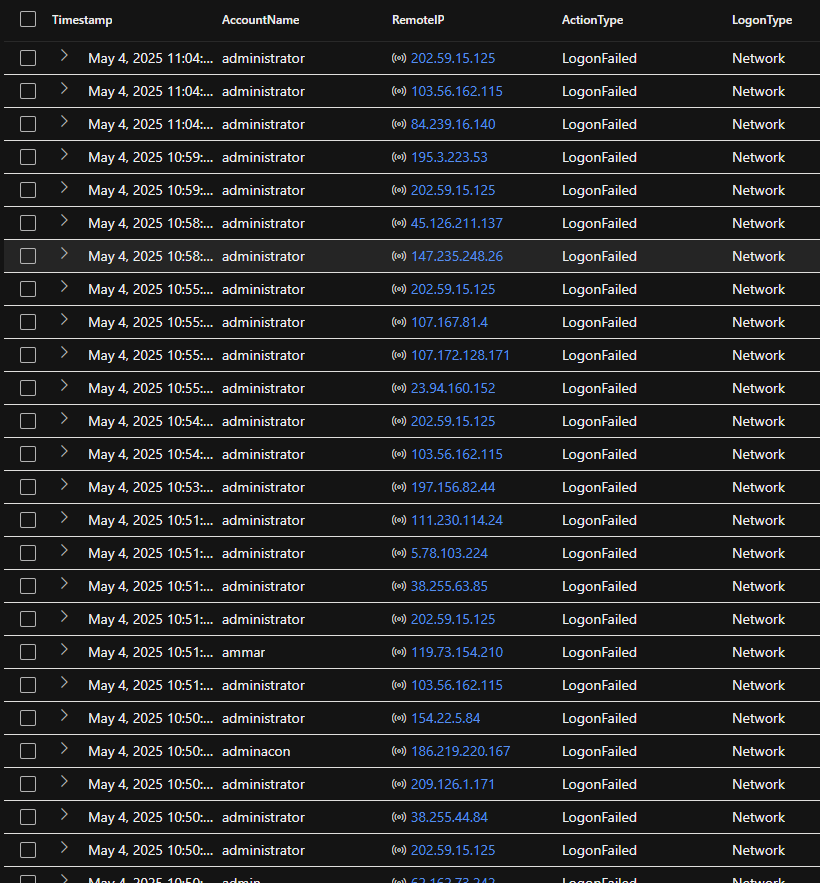 Timestamp AccountName RemoteIP ActionType LogonType
May 4, 2025 11:04:... administrator 202.59.15.125 LogonFailed Network
May 4, 2025 11:04:... administrator 103.56.162.115 LogonFailed Network
May 4, 2025 11:04:... administrator 84.239.16.140 LogonFailed Network
May 4, 2025 10:59:... administrator 195.3.223.53 LogonFailed Network
May 4, 2025 10:59:... administrator 202.59.15.125 LogonFailed Network
May 4, 2025 10:58:... administrator 45.126.211.137 LogonFailed Network
May 4, 2025 10:58:... administrator 147.235.248.26 LogonFailed Network
May 4, 2025 10:55:... administrator 202.59.15.125 LogonFailed Network
May 4, 2025 10:55:... administrator 107.167.81.4 LogonFailed Network
May 4, 2025 10:55:... administrator 107.172.128.171 LogonFailed Network
May 4, 2025 10:55:... administrator 23.94.160.152 LogonFailed Network
May 4, 2025 10:54:... administrator 202.59.15.125 LogonFailed Network
May 4, 2025 10:54:... administrator 103.56.162.115 LogonFailed Network
May 4, 2025 10:53:... administrator 197.156.82.44 LogonFailed Network
May 4, 2025 10:51:... administrator 111.230.114.24 LogonFailed Network
May 4, 2025 10:51:... administrator 5.78.103.224 LogonFailed Network
May 4, 2025 10:51:... administrator 38.255.63.85 LogonFailed Network
May 4, 2025 10:51:... administrator 202.59.15.125 LogonFailed Network
May 4, 2025 10:51:... ammar 119.73.154.210 LogonFailed Network
May 4, 2025 10:51:... administrator 103.56.162.115 LogonFailed Network
May 4, 2025 10:50:... administrator 154.22.5.84 LogonFailed Network
May 4, 2025 10:50:... adminacon 186.219.220.167 LogonFailed Network
May 4, 2025 10:50:... administrator 209.126.1.171 LogonFailed Network
May 4, 2025 10:50:... administrator 38.255.44.84 LogonFailed Network
May 4, 2025 10:50:... administrator 202.59.15.125 LogonFailed Network
May 4, 2025 10:50:... admin LogonFailed Network